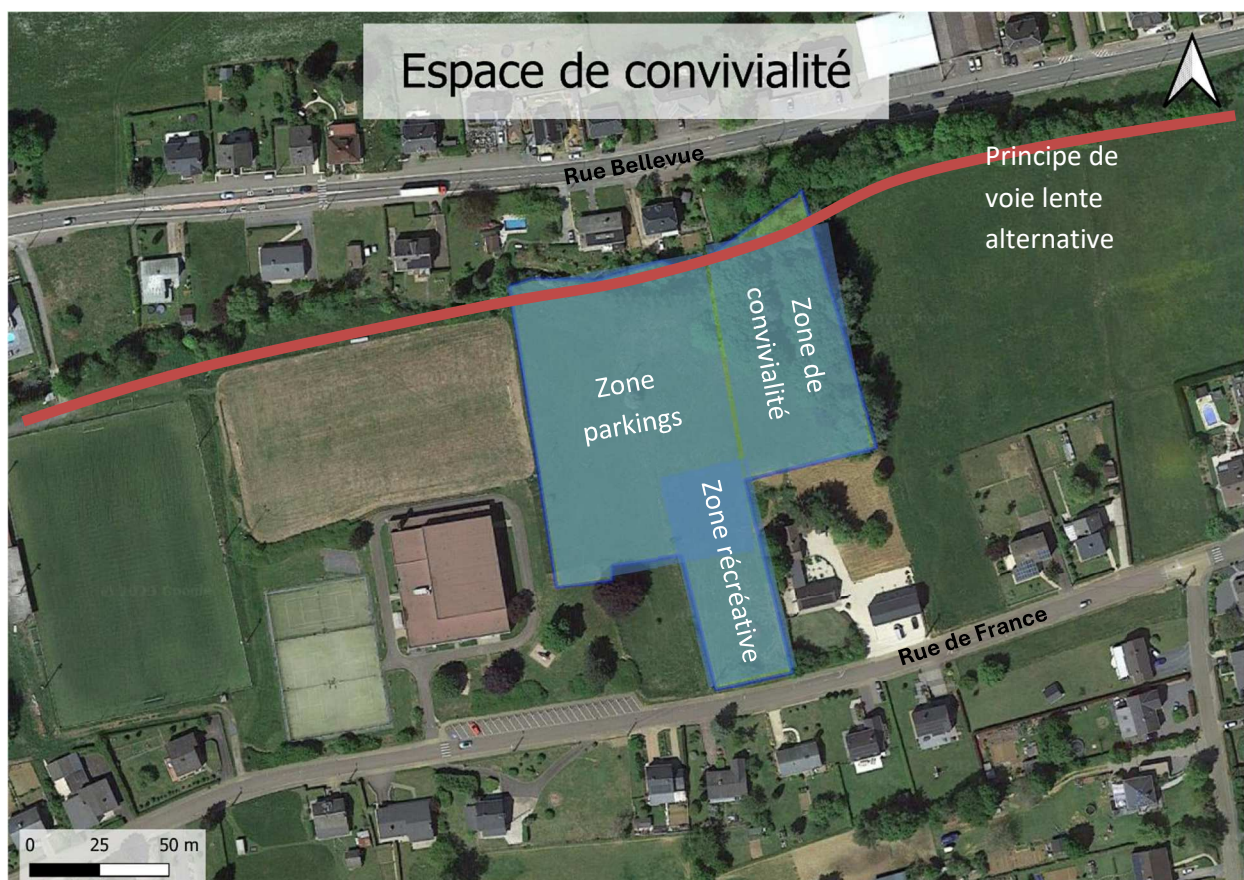 Espace de convivialité
Rue Bellevue
Principe de
voie lente
alternative
Zone
parkings
Zone de
convivialité
Zone récréative
Rue de France
0 25 50 m